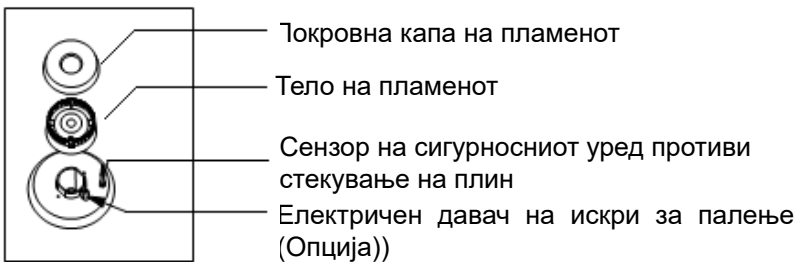 Покровна капа на пламенот
Тело на пламенот
Сензор на сигурносниот уред противи
стекување на плин
Електричен давач на искри за палење
(Опција))